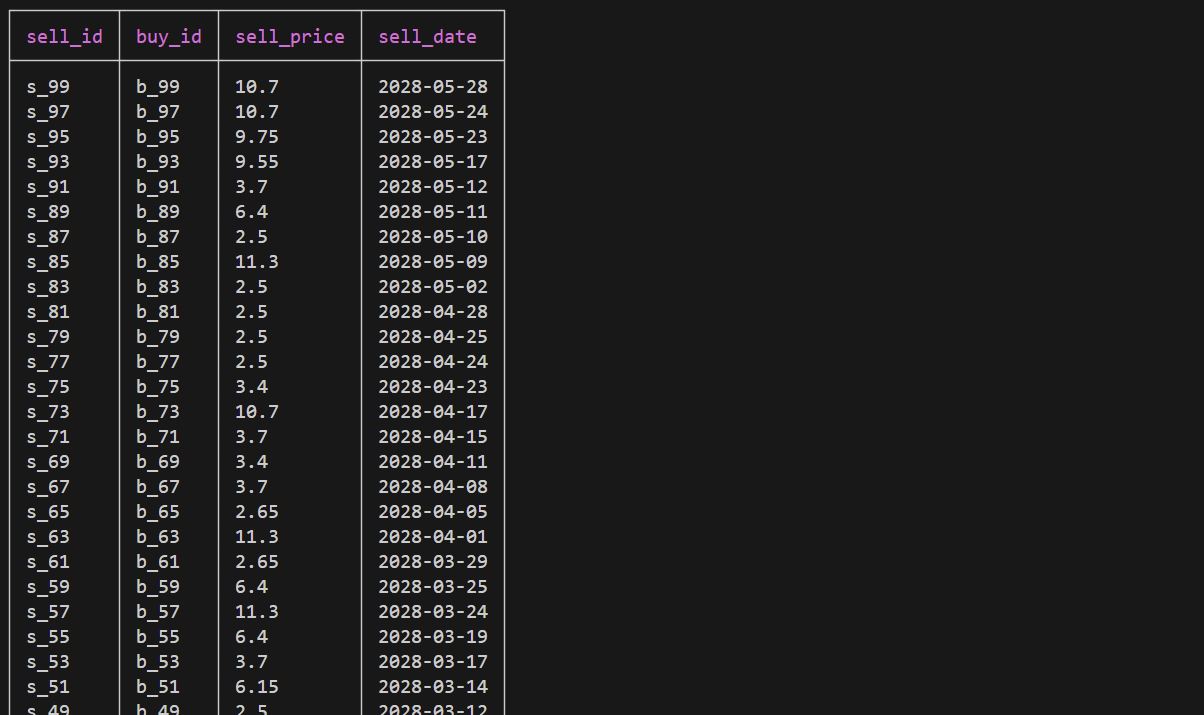 sell_id buy_id sell_price sell_date
s_99 b_99 10.7 2028-05-28
s_97 b_97 10.7 2028-05-24
s_95 b_95 9.75 2028-05-23
s_93 b_93 9.55 2028-05-17
s_91 b_91 3.7 2028-05-12
s_89 b_89 6.4 2028-05-11
s_87 b_87 2.5 2028-05-10
s_85 b_85 11.3 2028-05-09
s_83 b_83 2.5 2028-05-02
s_81 b_81 2.5 2028-04-28
s_79 b_79 2.5 2028-04-25
s_77 b_77 2.5 2028-04-24
s_75 b_75 3.4 2028-04-23
s_73 b_73 10.7 2028-04-17
s_71 b_71 3.7 2028-04-15
s_69 b_69 3.4 2028-04-11
s_67 b_67 3.7 2028-04-08
s_65 b_65 2.65 2028-04-05
s_63 b_63 11.3 2028-04-01
s_61 b_61 2.65 2028-03-29
s_59 b_59 6.4 2028-03-25
s_57 b_57 11.3 2028-03-24
s_55 b_55 6.4 2028-03-19
s_53 b_53 3.7 2028-03-17
s_51 b_51 6.15 2028-03-14
s_49 b_49 2.5 2028-03-12